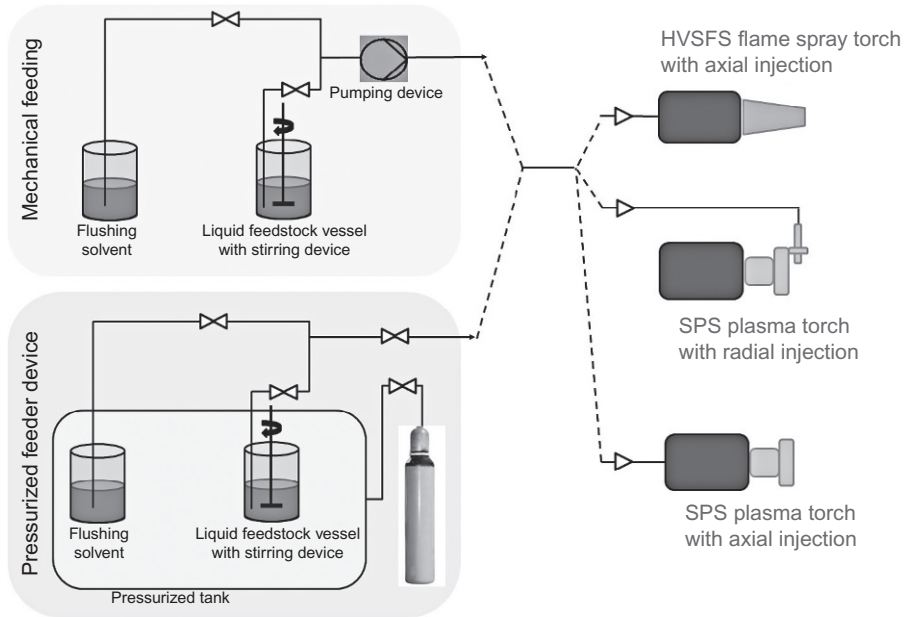 Mechanical feeding
Pumping device
Flushing
solvent
Liquid feedstock vessel
with stirring device
Pressurized feeder device
Flushing
solvent
Liquid feedstock vessel
with stirring device
Pressurized tank
HVSFS flame spray torch
with axial injection
SPS plasma torch
with radial injection
SPS plasma torch
with axial injection